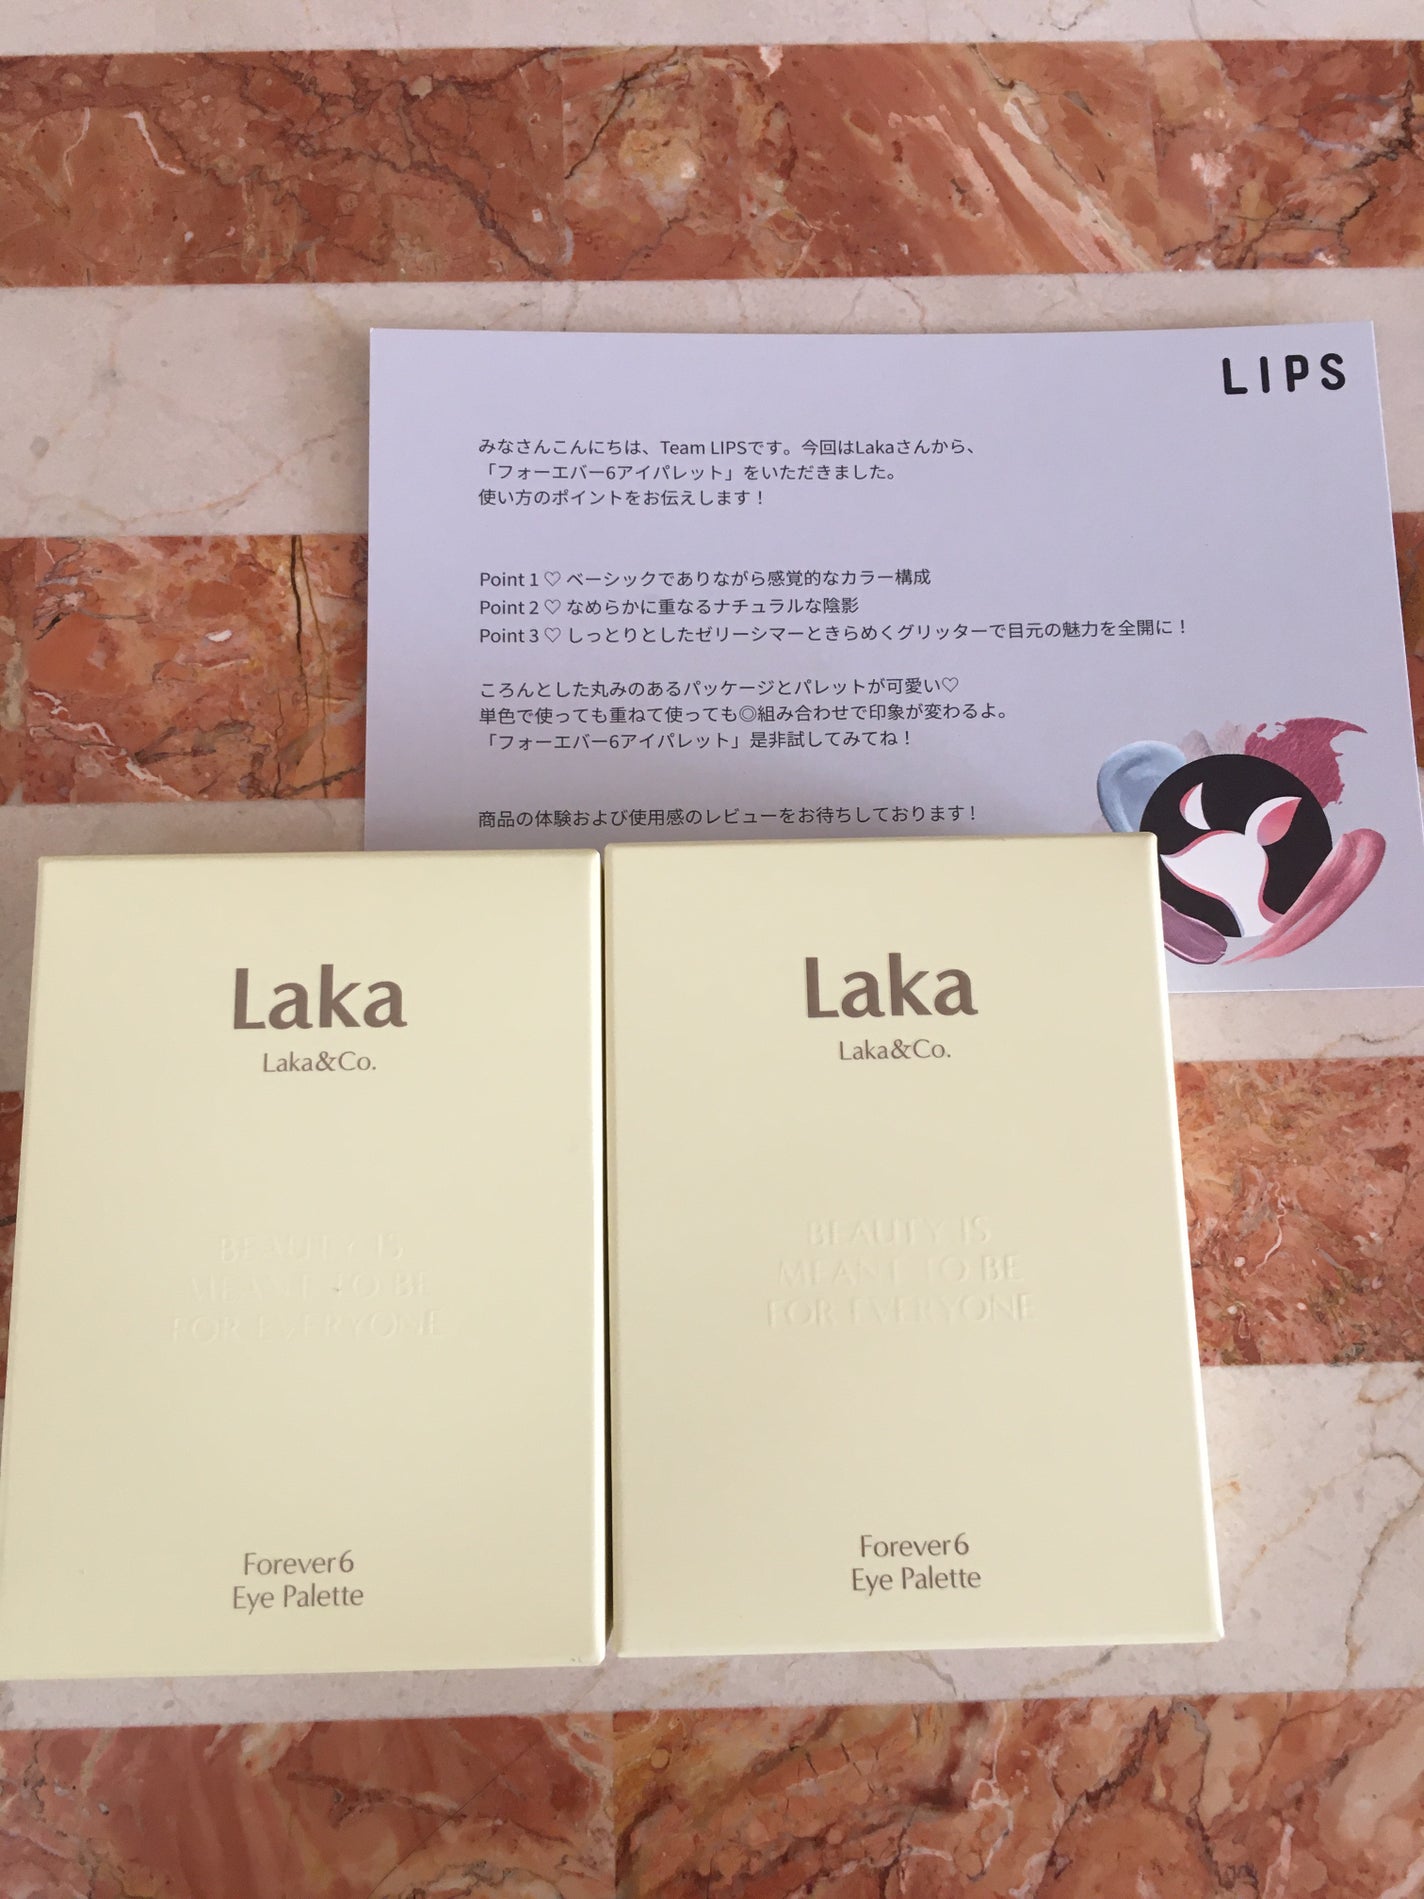 LIPS
みなさんこんにちは、Team LIPSです。今回はLakaさんから、
「フォーエバー6アイパレット」をいただきました。
使い方のポイントをお伝えします！
Point 1 ♡ ベーシックでありながら感覚的なカラー構成
Point 2 ♡ なめらかに重なるナチュラルな陰影
Point 3 ♡ しっとりとしたゼリーシマーときらめくグリッターで目元の魅力を全開に！
ころんとした丸みのあるパッケージとパレットが可愛い♡
単色で使っても重ねて使っても◎組み合わせで印象が変わるよ。
「フォーエバー6アイパレット」是非試してみてね！
商品の体験および使用感のレビューをお待ちしております！
Laka
Laka&Co.
BEAUTY IS
MEANT TO BE
FOR EVERYONE
Forever6
Eye Palette
Laka
Laka&Co.
BEAUTY IS
MEANT TO BE
FOR EVERYONE
Forever6
Eye Palette